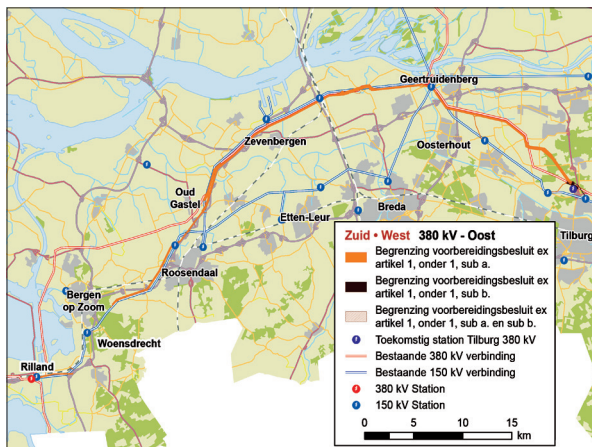 Geertruidenberg
Zevenbergen
Oosterhout
Oud
Gastel
Etten-Leur
Breda
Tilburg
Roosendaal
Bergen
op Zoom
Woensdrecht
Rilland
Zuid • West 380 kV - Oost
Begrenzing voorbereidingsbesluit ex
artikel 1, onder 1, sub a.
Begrenzing voorbereidingsbesluit ex
artikel 1, onder 1, sub b.
Begrenzing voorbereidingsbesluit ex
artikel 1, onder 1, sub a. en sub b.
Toekomstig station Tilburg 380 kV
Bestaande 380 kV verbinding
Bestaande 150 kV verbinding
380 kV Station
150 kV Station
0 5 10 15
km